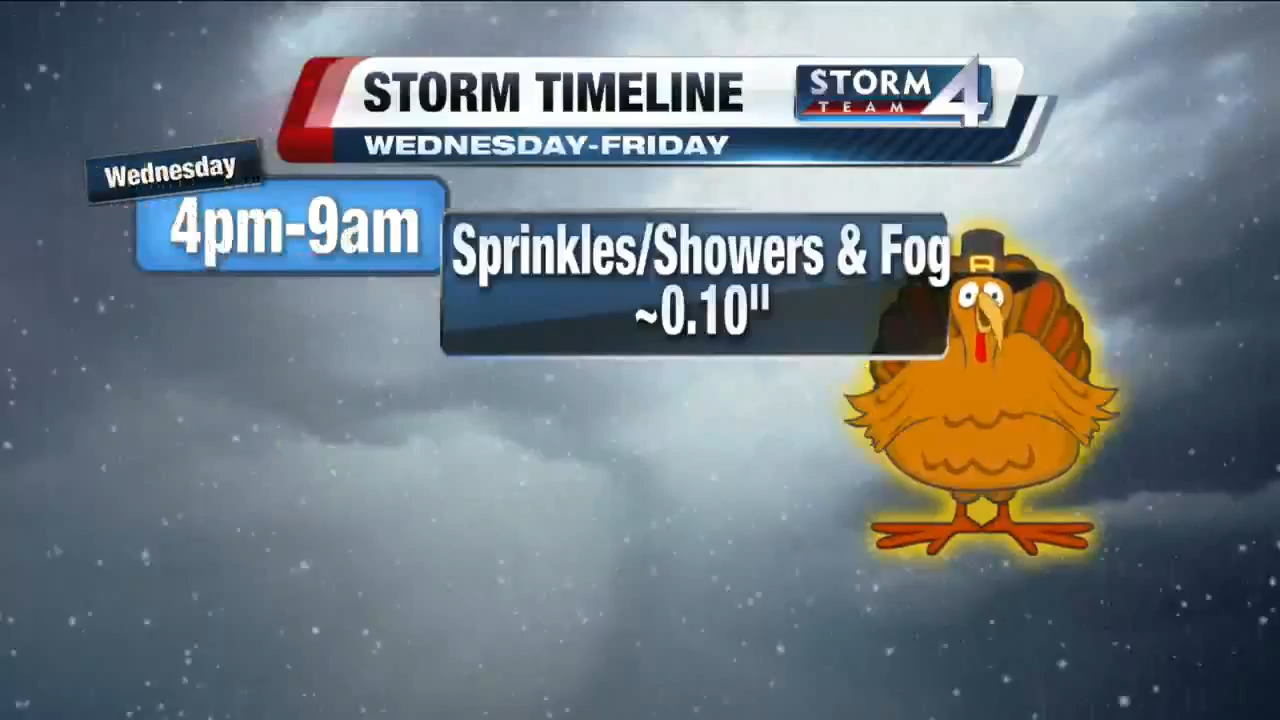 STORM TIMELINE
STORM 4
TEAM
WEDNESDAY-FRIDAY
Wednesday
4pm-9am
Sprinkles/Showers & Fog
~0.10"